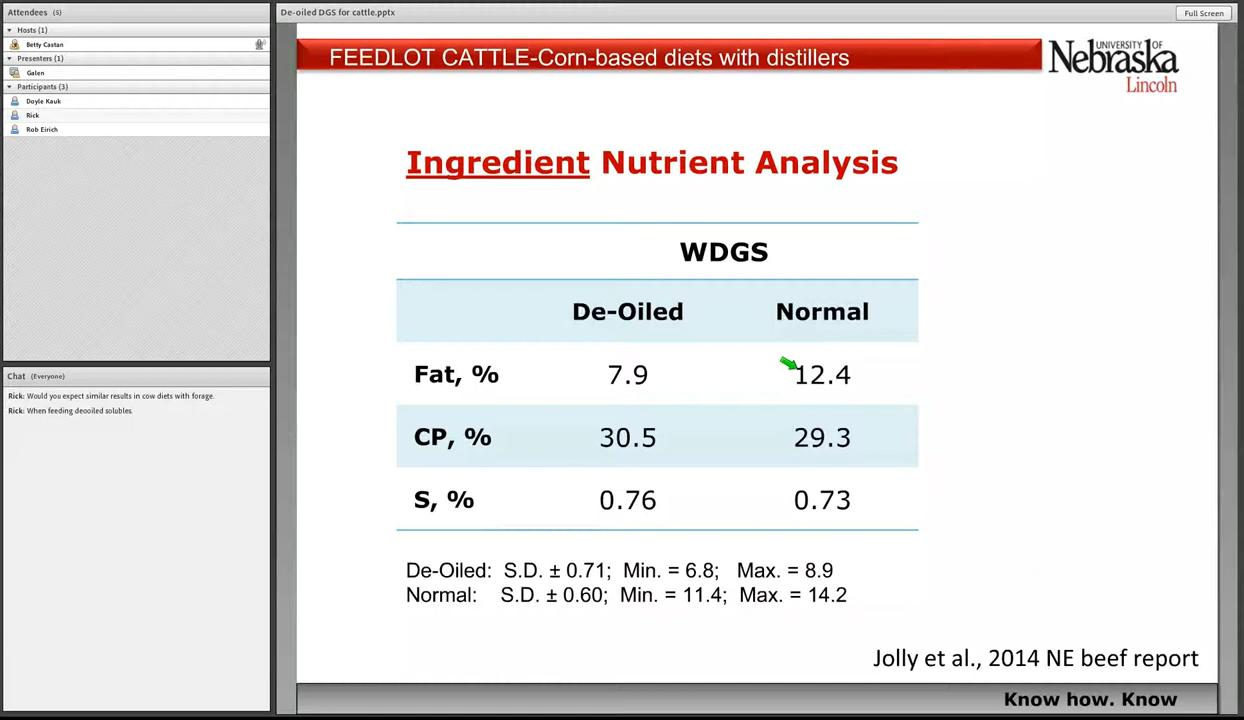 Attendees (5)
Hosts (1)
Betty Castan
Presenters (1)
Galen
Participants (3)
Doyle Kauk
Rick
Rob Eirich
Chat (Everyone)
Rick: Would you expect similar results in cow diets with forage.
Rick: When feeding deooiled solubles.
De-oiled DGS for cattle.pptx
Full Screen
FEEDLOT CATTLE-Corn-based diets with distillers
UNIVERSITY OF
Nebraska
Lincoln
Ingredient Nutrient Analysis
WDGS
De-Oiled Normal
Fat, % 7.9 12.4
CP, % 30.5 29.3
S, % 0.76 0.73
De-Oiled: S.D. ± 0.71; Min. = 6.8; Max. = 8.9
Normal: S.D. ± 0.60; Min. = 11.4; Max. = 14.2
Jolly et al., 2014 NE beef report
Know how. Know